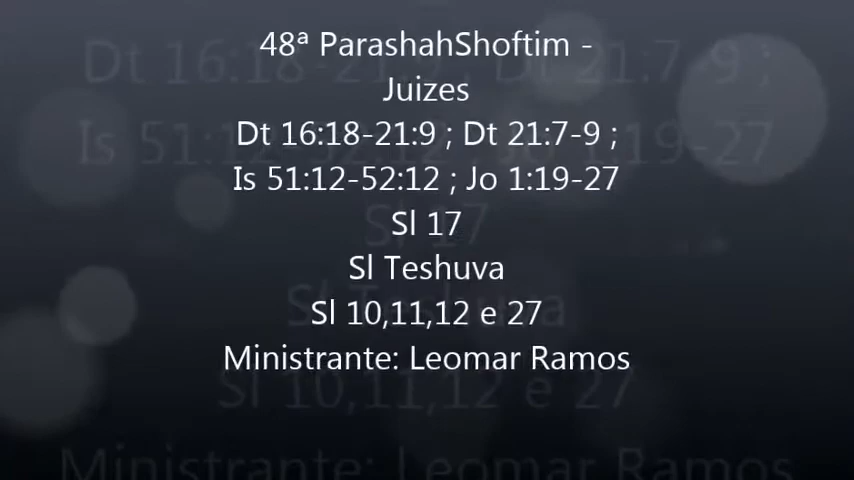 48ª ParashahShoftim -
Juizes
Dt 16:18-21:9 ; Dt 21:7-9 ;
Is 51:12-52:12 ; Jo 1:19-27
Sl 17
Sl Teshuva
Sl 10,11,12 e 27
Ministrante: Leomar Ramos